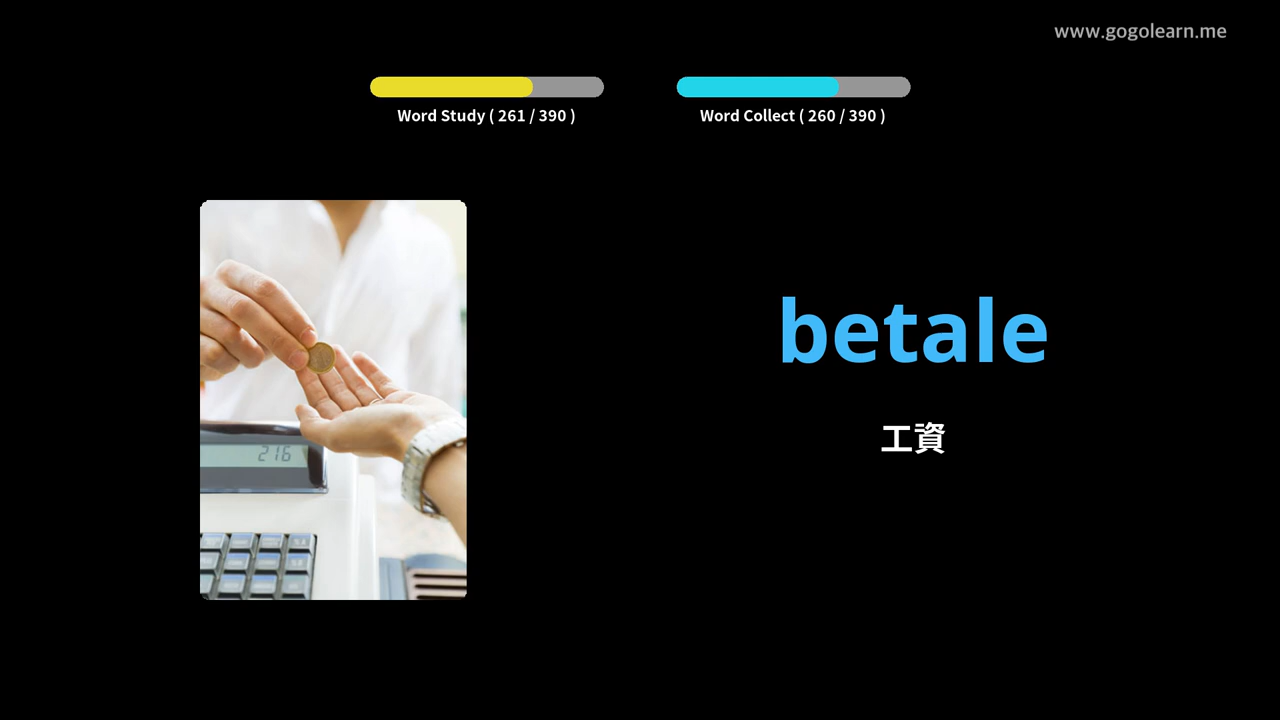 www.gogolearn.me
Word Study ( 261 / 390 )
Word Collect ( 260 / 390 )
betale
工資
216